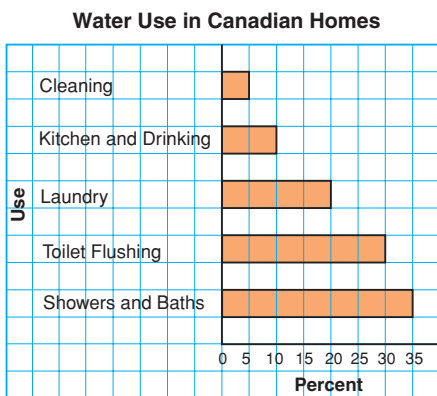 Water Use in Canadian Homes
Cleaning
Kitchen and Drinking
Laundry
Toilet Flushing
Showers and Baths
Use
0 5 10 15 20 25 30 35
Percent